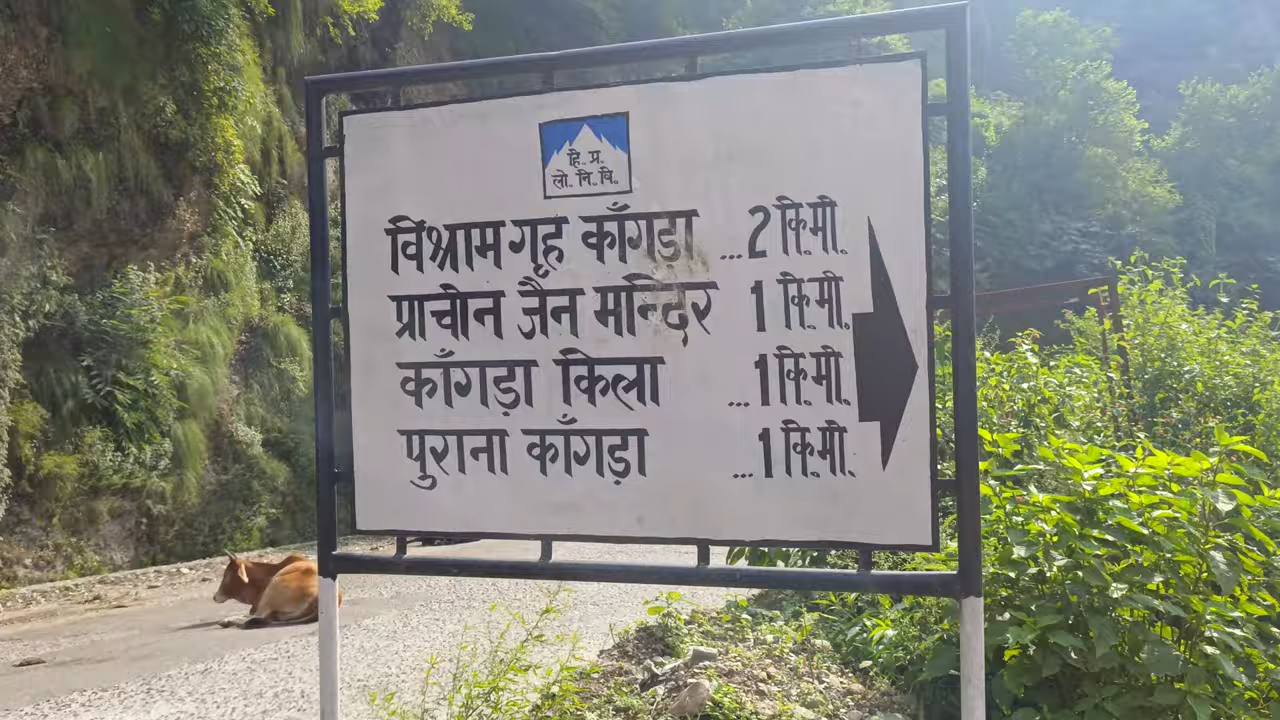 हि. प्र.
लो. नि. वि.
विश्राम गृह काँगड़ा ...2 कि.मी.
प्राचीन जैन मन्दिर 1 कि.मी.
काँगड़ा किला ...1 कि.मी.
पुराना काँगड़ा ...1 कि.मी.